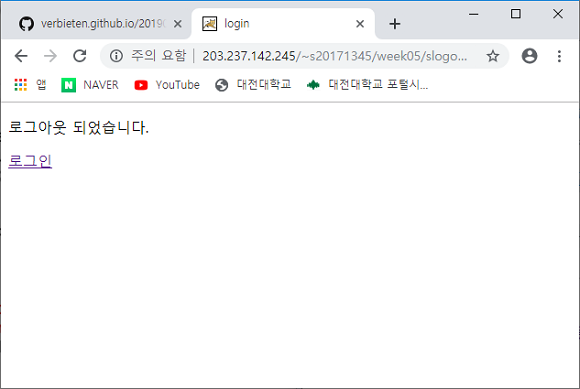 verbieten.github.io/2019
login
주의 요함 203.237.142.245/~s20171345/week05/slogo...
앱 NAVER YouTube 대전대학교 대전대학교 포털시...
로그아웃 되었습니다.
로그인